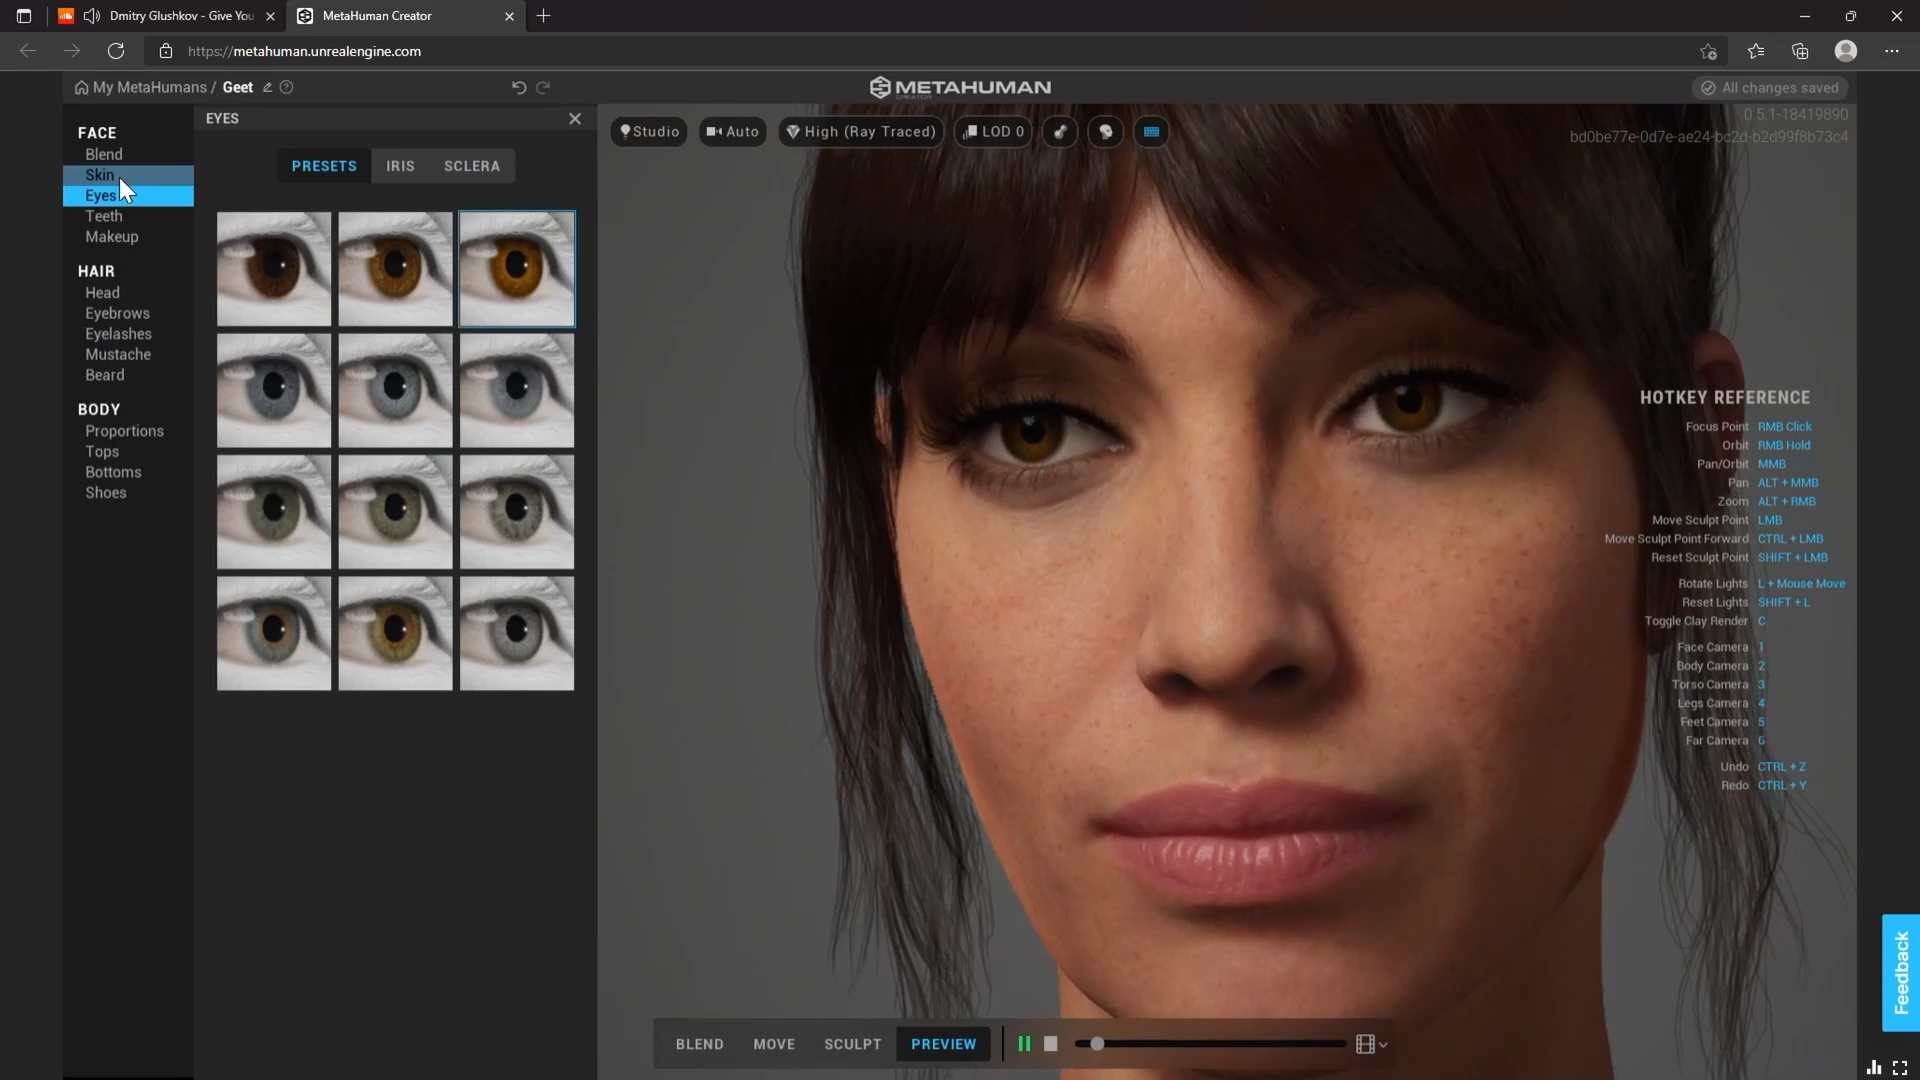 Dmitry Glushkov - Give You
MetaHuman Creator
https://metahuman.unrealengine.com
My MetaHumans / Geet
METAHUMAN
CREATOR
All changes saved
FACE
Blend
Skin
Eyes
Teeth
Makeup
HAIR
Head
Eyebrows
Eyelashes
Mustache
Beard
BODY
Proportions
Tops
Bottoms
Shoes
EYES
PRESETS IRIS SCLERA
Studio Auto High (Ray Traced) LOD 0
0.5.1-18419890
bd0be77e-0d7e-ae24-bc2d-b2d99f8b73c4
HOTKEY REFERENCE
Focus Point RMB Click
Orbit RMB Hold
Pan/Orbit MMB
Pan ALT + MMB
Zoom ALT + RMB
Move Sculpt Point LMB
Move Sculpt Point Forward CTRL + LMB
Reset Sculpt Point SHIFT + LMB
Rotate Lights L + Mouse Move
Reset Lights SHIFT + L
Toggle Clay Render C
Face Camera 1
Body Camera 2
Torso Camera 3
Legs Camera 4
Feet Camera 5
Far Camera 6
Undo CTRL + Z
Redo CTRL + Y
Feedback
BLEND MOVE SCULPT PREVIEW